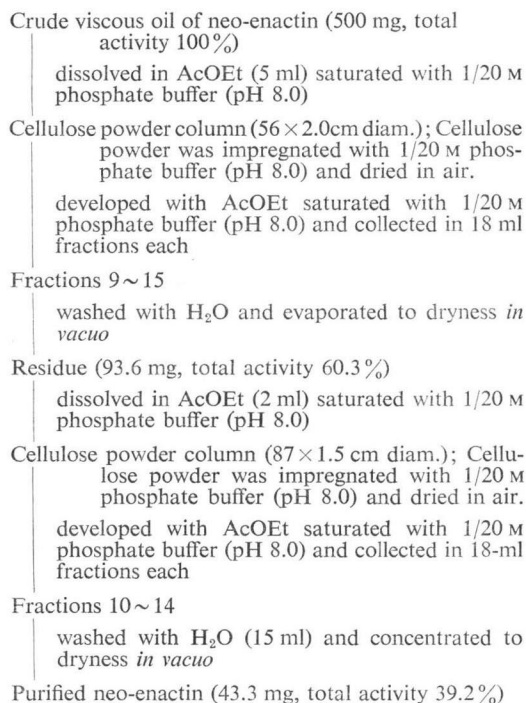 Crude viscous oil of neo-enactin (500 mg, total
activity 100%)
dissolved in AcOEt (5 ml) saturated with 1/20 M
phosphate buffer (pH 8.0)
Cellulose powder column (56 × 2.0cm diam.); Cellulose
powder was impregnated with 1/20 M phos-
phate buffer (pH 8.0) and dried in air.
developed with AcOEt saturated with 1/20 M
phosphate buffer (pH 8.0) and collected in 18 ml
fractions each
Fractions 9~15
washed with H₂O and evaporated to dryness in
vacuo
Residue (93.6 mg, total activity 60.3%)
dissolved in AcOEt (2 ml) saturated with 1/20 M
phosphate buffer (pH 8.0)
Cellulose powder column (87 × 1.5 cm diam.); Cellu-
lose powder was impregnated with 1/20 M
phosphate buffer (pH 8.0) and dried in air.
developed with AcOEt saturated with 1/20 M
phosphate buffer (pH 8.0) and collected in 18-ml
fractions each
Fractions 10~14
washed with H₂O (15 ml) and concentrated to
dryness in vacuo
Purified neo-enactin (43.3 mg, total activity 39.2%)